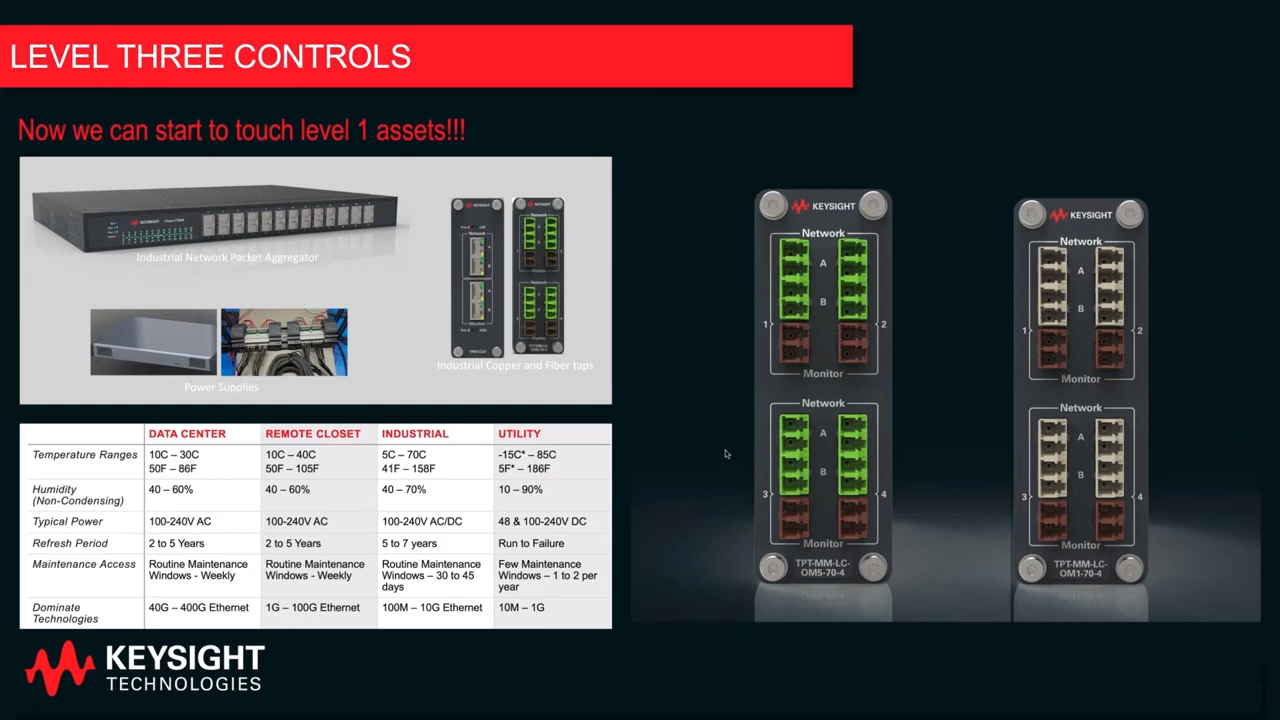 LEVEL THREE CONTROLS
Now we can start to touch level 1 assets!!!
KEYSIGHT
Industrial Network Packet Aggregator
Power Supplies
KEYSIGHT
Network
Monitor
KEYSIGHT
Network
Industrial Copper and Fiber taps
DATA CENTER REMOTE CLOSET INDUSTRIAL UTILITY
Temperature Ranges 10C – 30C 10C – 40C 5C – 70C -15C* – 85C
50F – 86F 50F – 105F 41F – 158F 5F* – 186F
Humidity 40 – 60% 40 – 60% 40 – 70% 10 – 90%
(Non-Condensing)
Typical Power 100-240V AC 100-240V AC 100-240V AC/DC 48 & 100-240V DC
Refresh Period 2 to 5 Years 2 to 5 Years 5 to 7 years Run to Failure
Maintenance Access Routine Maintenance Routine Maintenance Routine Maintenance Few Maintenance
Windows - Weekly Windows - Weekly Windows – 30 to 45 Windows – 1 to 2 per
days year
Dominate 40G – 400G Ethernet 1G – 100G Ethernet 100M – 10G Ethernet 10M – 1G
Technologies
KEYSIGHT
TECHNOLOGIES
KEYSIGHT
Network
A
B
1 2
Monitor
Network
A
B
3 4
Monitor
TPT-MM-LC-
OM5-70-4
KEYSIGHT
Network
A
B
1 2
Monitor
Network
A
B
3 4
Monitor
TPT-MM-LC-
OM1-70-4